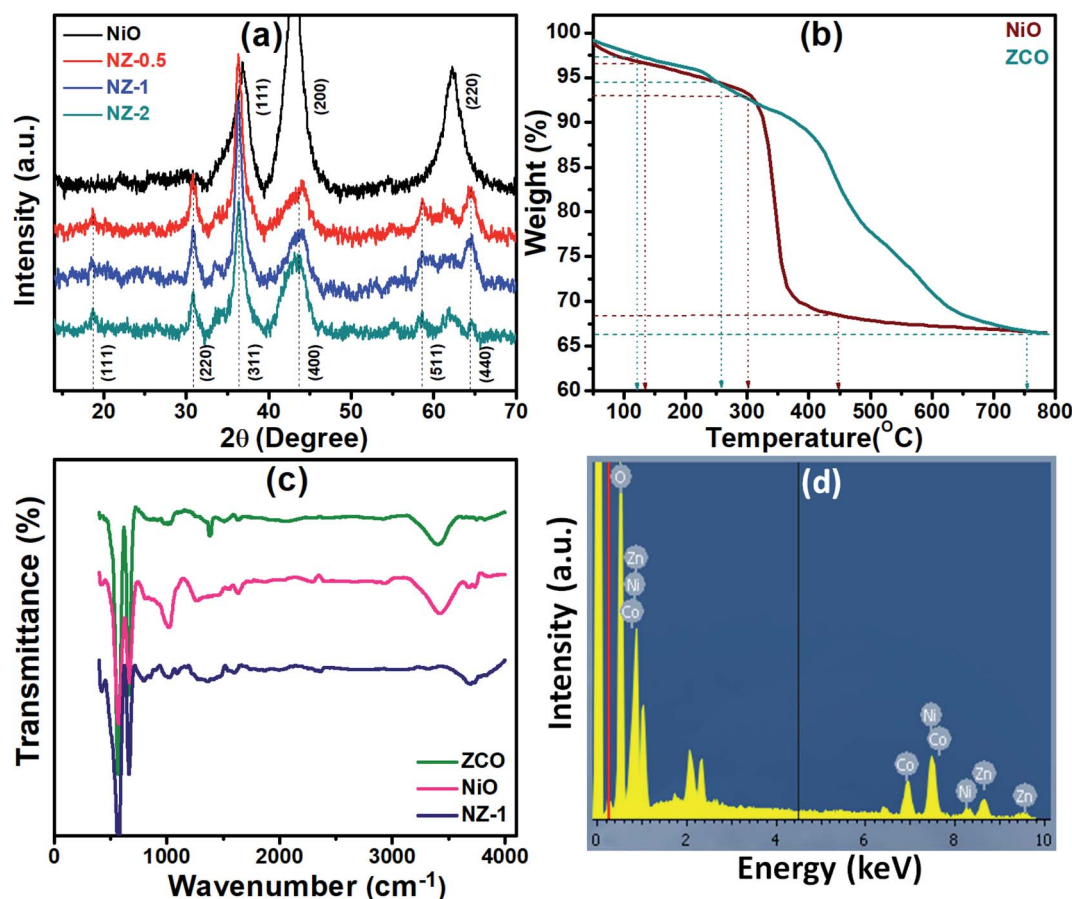 (a)
NiO
NZ-0.5
NZ-1
NZ-2
(111)
(200)
(220)
(111)
(220)
(311)
(400)
(511)
(440)
Intensity (a.u.)
20 30 40 50 60 70
2θ (Degree)
(b)
NiO
ZCO
100
95
90
85
80
75
70
65
60
Weight (%)
100 200 300 400 500 600 700 800
Temperature(°C)
(c)
ZCO
NiO
NZ-1
Transmittance (%)
0 1000 2000 3000 4000
Wavenumber (cm-1)
(d)
O
Zn
Ni
Co
Co
Ni
Co
Ni
Zn
Zn
Intensity (a.u.)
0 2 4 6 8 10
Energy (keV)